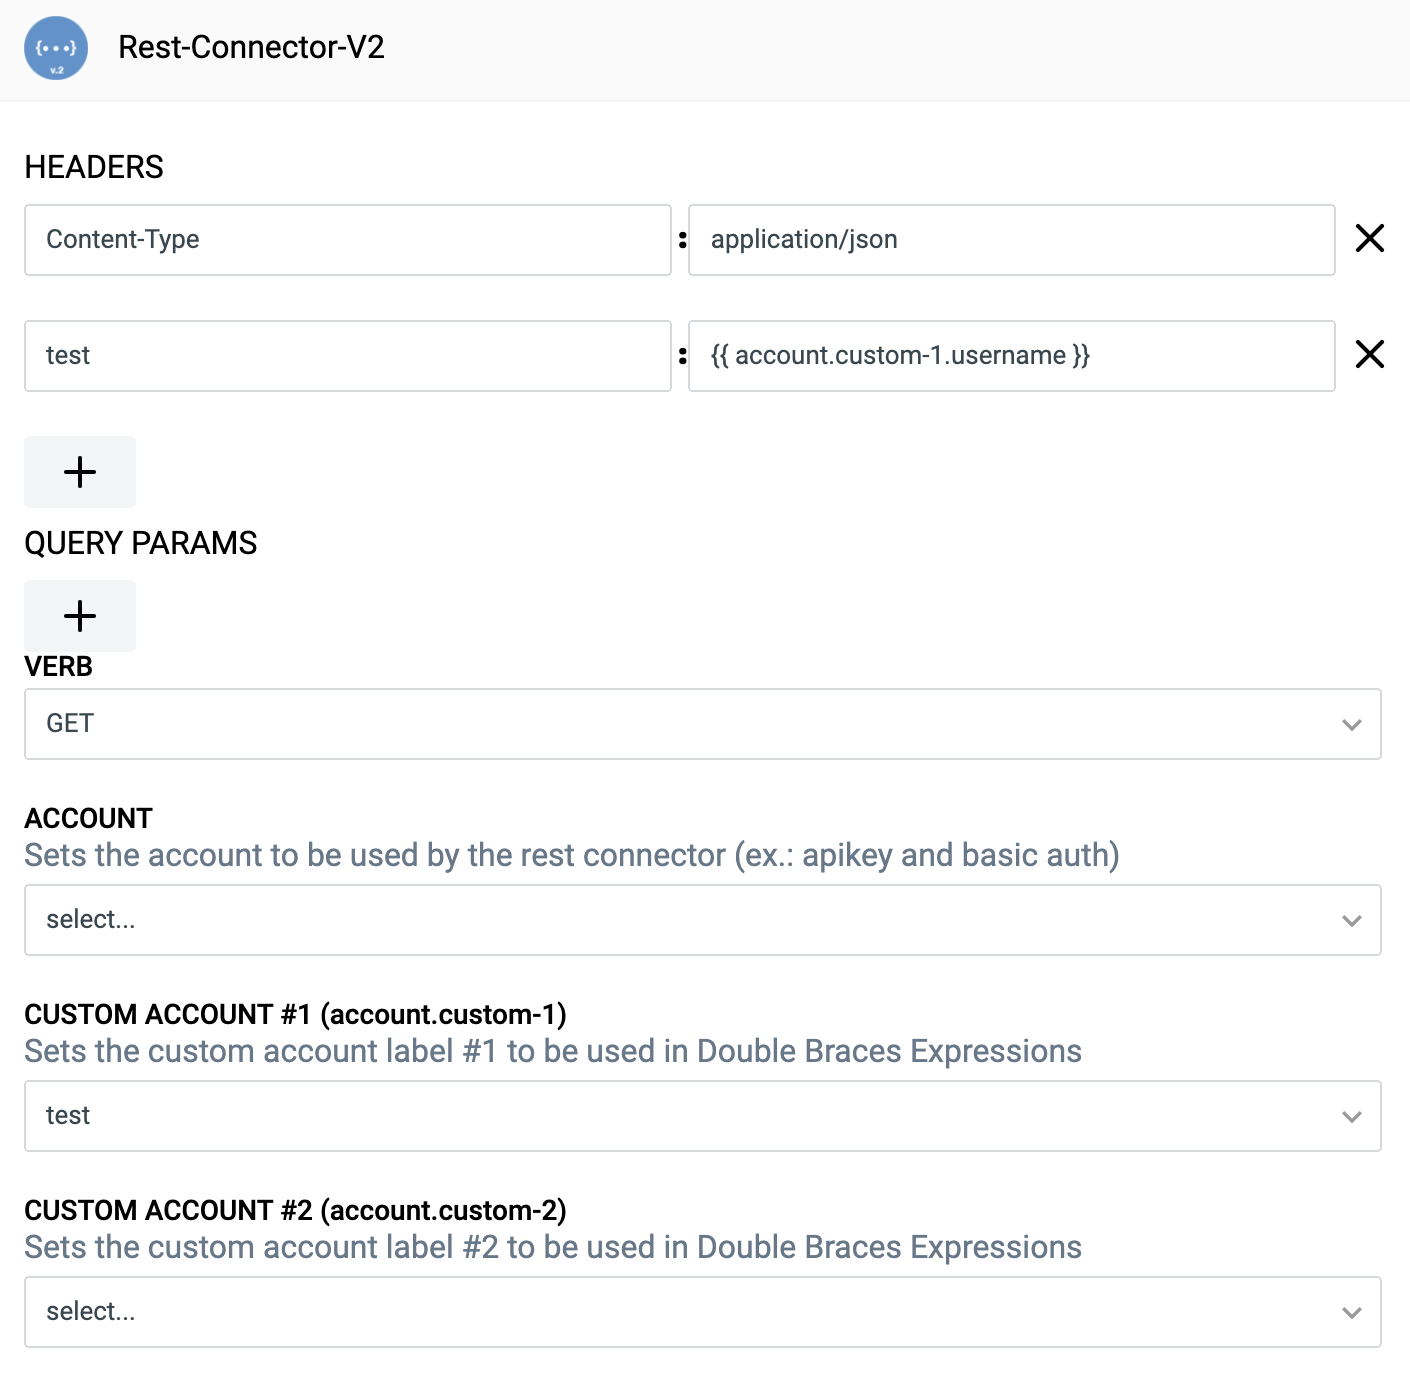 {•••}
v.2
Rest-Connector-V2
HEADERS
Content-Type : application/json
test : {{ account.custom-1.username }}
QUERY PARAMS
VERB
GET
ACCOUNT
Sets the account to be used by the rest connector (ex.: apikey and basic auth)
select...
CUSTOM ACCOUNT #1 (account.custom-1)
Sets the custom account label #1 to be used in Double Braces Expressions
test
CUSTOM ACCOUNT #2 (account.custom-2)
Sets the custom account label #2 to be used in Double Braces Expressions
select...